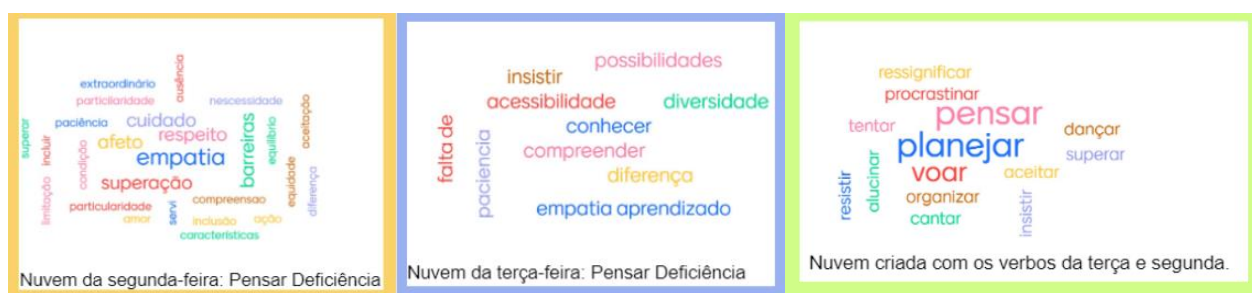 extraordinário
ausência
particilaridade
nescessidade
superar
incluir
paciência
cuidado
aceitação
condição
afeto
respeito
barreiras
equilíbrio
empatia
limitação
superação
equidade
diferença
particularidade
servi
compreensao
amor
inclusão
ação
características
Nuvem da segunda-feira: Pensar Deficiência
possibilidades
insistir
acessibilidade
diversidade
falta de
conhecer
paciencia
compreender
diferença
empatia aprendizado
Nuvem da terça-feira: Pensar Deficiência
ressignificar
procrastinar
pensar
tentar
dançar
planejar
superar
resistir
alucinar
voar
aceitar
organizar
cantar
insistir
Nuvem criada com os verbos da terça e segunda.